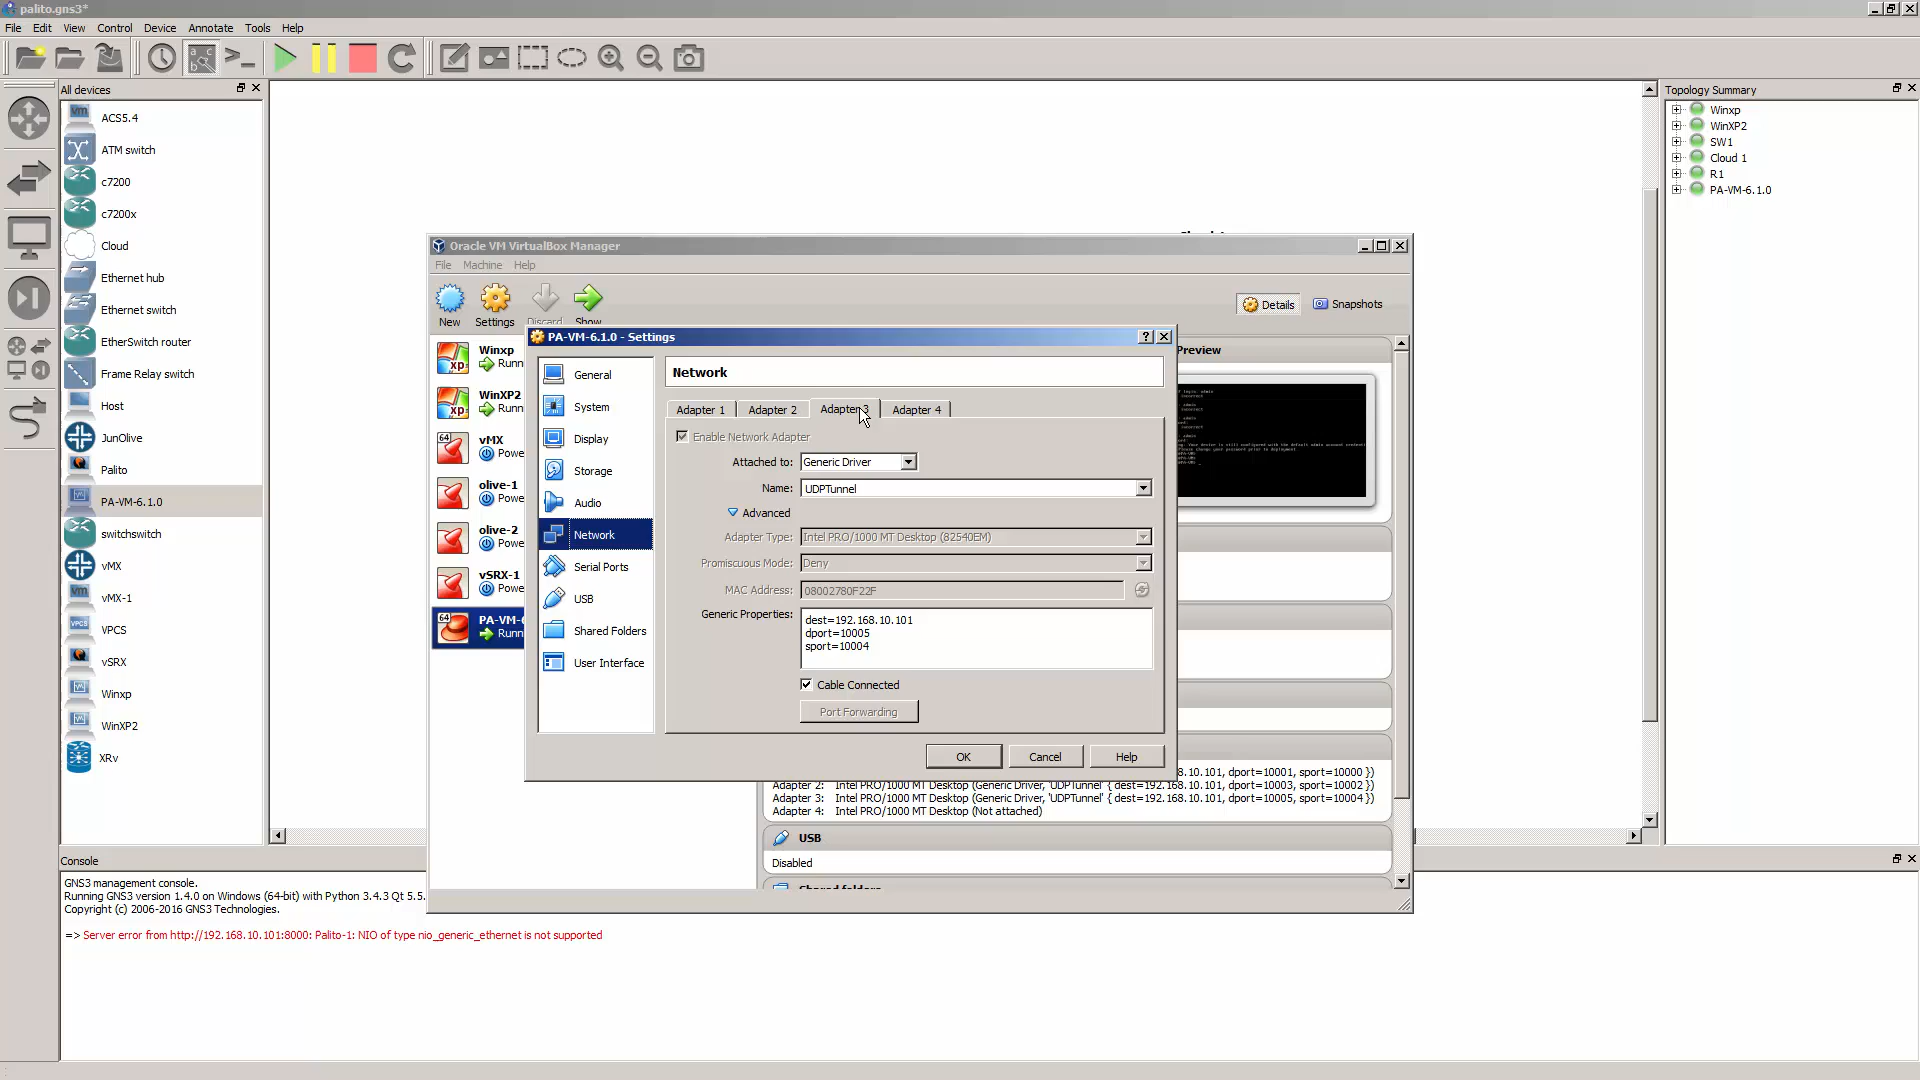 palito.gns3*
File Edit View Control Device Annotate Tools Help
All devices
ACS5.4
ATM switch
c7200
c7200x
Cloud
Ethernet hub
Ethernet switch
EtherSwitch router
Frame Relay switch
Host
JunOlive
Palito
PA-VM-6.1.0
switchswitch
vMX
vMX-1
VPCS
vSRX
Winxp
WinXP2
XRv
Topology Summary
Winxp
WinXP2
SW1
Cloud 1
R1
PA-VM-6.1.0
Oracle VM VirtualBox Manager
File Machine Help
New Settings Discard Show
Details Snapshots
Winxp
Runn
WinXP2
Runn
64 vMX
Powe
olive-1
Powe
olive-2
Powe
vSRX-1
Powe
64 PA-VM-6
Runn
Preview
PA-VM-6.1.0 - Settings
General
System
Display
Storage
Audio
Network
Serial Ports
USB
Shared Folders
User Interface
Network
Adapter 1 Adapter 2 Adapter 3 Adapter 4
Enable Network Adapter
Attached to: Generic Driver
Name: UDPTunnel
Advanced
Adapter Type: Intel PRO/1000 MT Desktop (82540EM)
Promiscuous Mode: Deny
MAC Address: 08002780F22F
Generic Properties: dest=192.168.10.101
dport=10005
sport=10004
Cable Connected
Port Forwarding
OK Cancel Help
.10.101, dport=10001, sport=10000 })
Adapter 2: Intel PRO/1000 MT Desktop (Generic Driver, 'UDPTunnel' { dest=192.168.10.101, dport=10003, sport=10002 })
Adapter 3: Intel PRO/1000 MT Desktop (Generic Driver, 'UDPTunnel' { dest=192.168.10.101, dport=10005, sport=10004 })
Adapter 4: Intel PRO/1000 MT Desktop (Not attached)
USB
Disabled
Shared folders
Console
GNS3 management console.
Running GNS3 version 1.4.0 on Windows (64-bit) with Python 3.4.3 Qt 5.5.
Copyright (c) 2006-2016 GNS3 Technologies.
=> Server error from http://192.168.10.101:8000: Palito-1: NIO of type nio_generic_ethernet is not supported